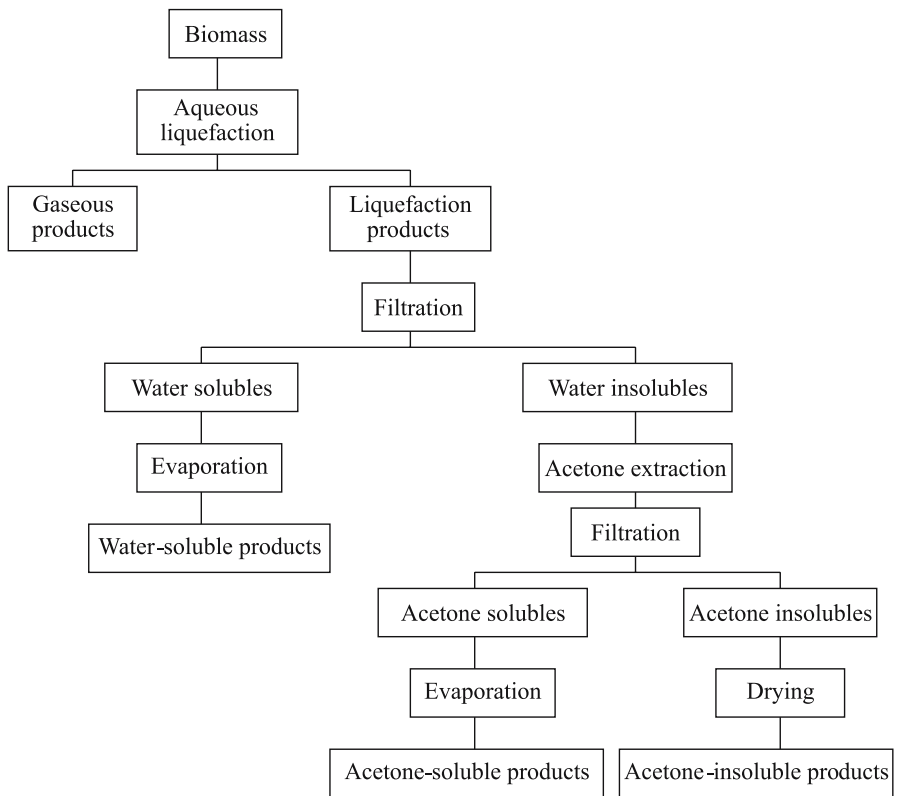 Biomass
Aqueous
liquefaction
Gaseous
products
Liquefaction
products
Filtration
Water solubles
Water insolubles
Evaporation
Acetone extraction
Water-soluble products
Filtration
Acetone solubles
Acetone insolubles
Evaporation
Drying
Acetone-soluble products
Acetone-insoluble products